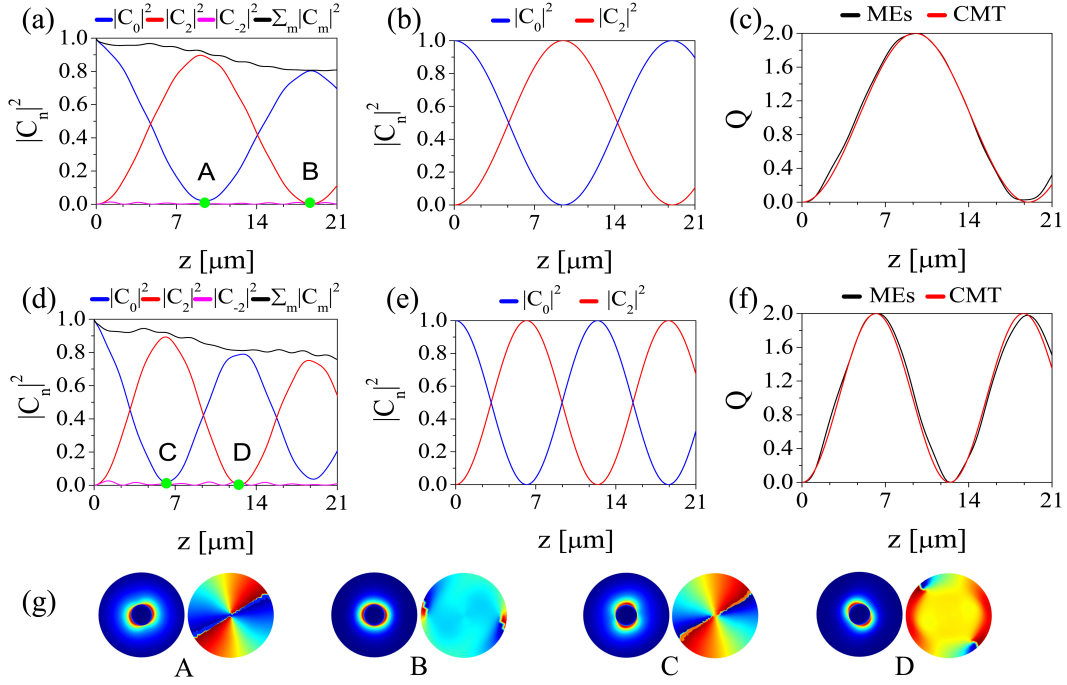 (a) |C₀|² |C₂|² |C₋₂|² Σₘ|Cₘ|²
1.0 0.8 0.6 0.4 0.2 0.0
|Cₙ|²
A B
0 7 14 21
z [μm]
(b) |C₀|² |C₂|²
1.0 0.8 0.6 0.4 0.2 0.0
|Cₙ|²
0 7 14 21
z [μm]
(c) MEs CMT
2.0 1.6 1.2 0.8 0.4 0.0
Q
0 7 14 21
z [μm]
(d) |C₀|² |C₂|² |C₋₂|² Σₘ|Cₘ|²
1.0 0.8 0.6 0.4 0.2 0.0
|Cₙ|²
C D
0 7 14 21
z [μm]
(e) |C₀|² |C₂|²
1.0 0.8 0.6 0.4 0.2 0.0
|Cₙ|²
0 7 14 21
z [μm]
(f) MEs CMT
2.0 1.6 1.2 0.8 0.4 0.0
Q
0 7 14 21
z [μm]
(g)
A B C D